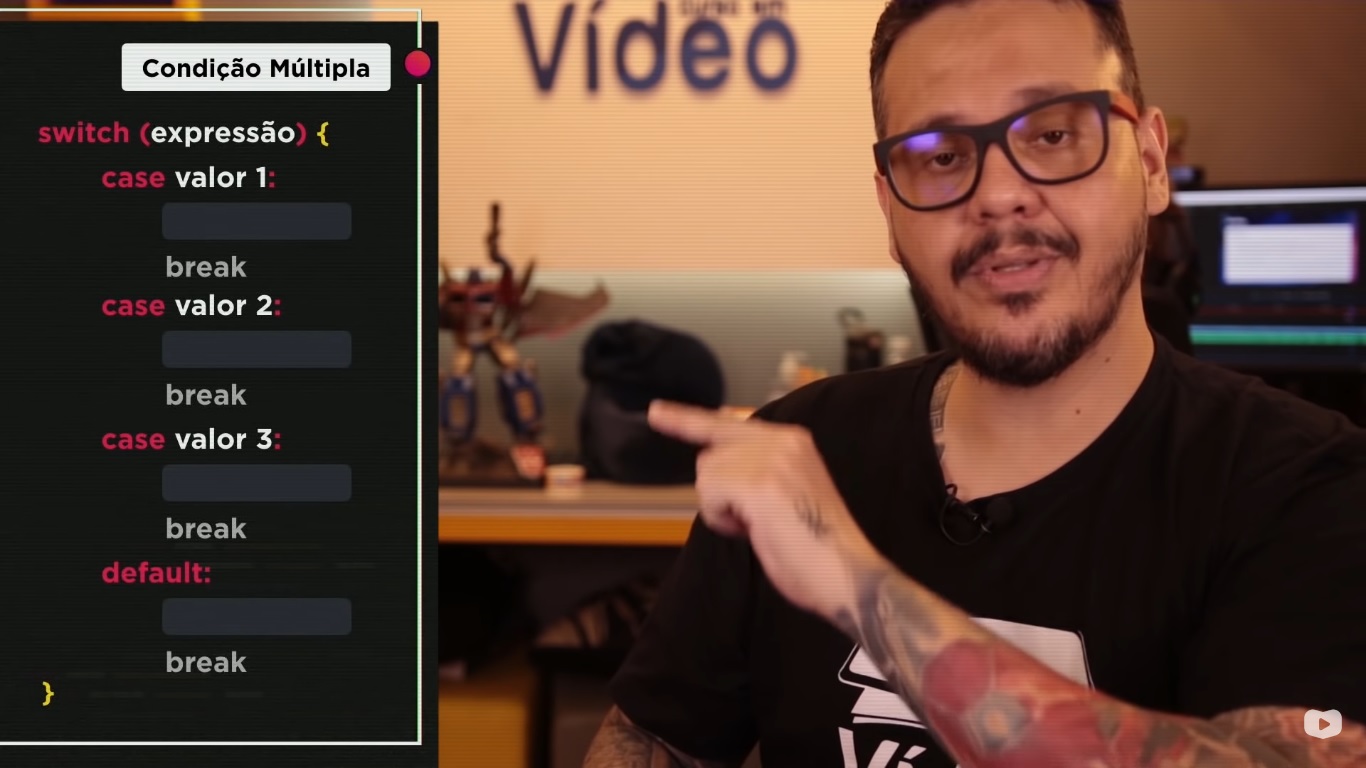 Condição Múltipla
switch (expressão) {
case valor 1:
break
case valor 2:
break
case valor 3:
break
default:
break
}
Vídeo